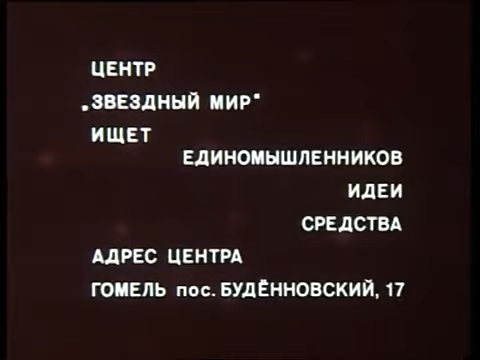 ЦЕНТР
„ЗВЕЗДНЫЙ МИР“
ИЩЕТ
ЕДИНОМЫШЛЕННИКОВ
ИДЕИ
СРЕДСТВА
АДРЕС ЦЕНТРА
ГОМЕЛЬ пос. БУДЁННОВСКИЙ, 17